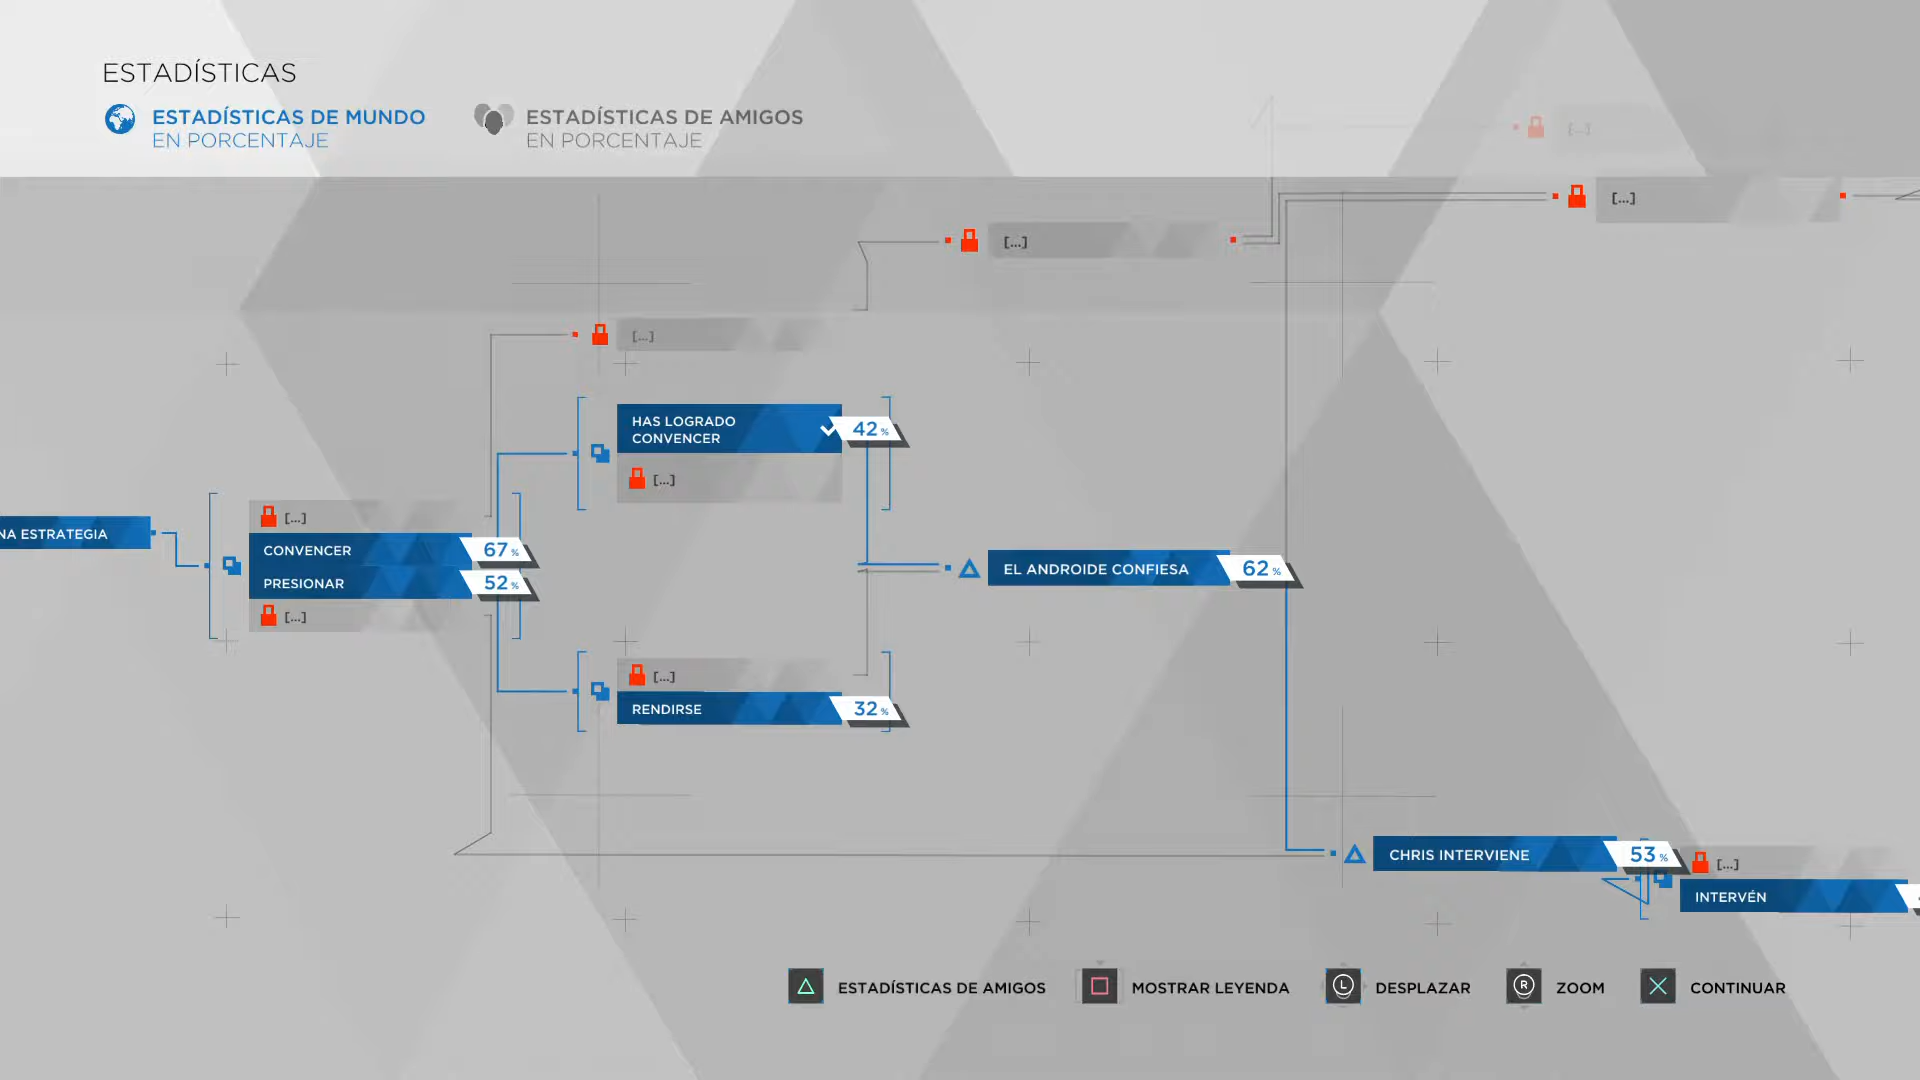 ESTADÍSTICAS
ESTADÍSTICAS DE MUNDO
EN PORCENTAJE
ESTADÍSTICAS DE AMIGOS
EN PORCENTAJE
[...]
[...]
[...]
[...]
HAS LOGRADO
CONVENCER
42%
[...]
[...]
NA ESTRATEGIA
CONVENCER
67%
PRESIONAR
52%
[...]
EL ANDROIDE CONFIESA
62%
[...]
RENDIRSE
32%
CHRIS INTERVIENE
53%
[...]
INTERVÉN
ESTADÍSTICAS DE AMIGOS
MOSTRAR LEYENDA
L
DESPLAZAR
R
ZOOM
CONTINUAR